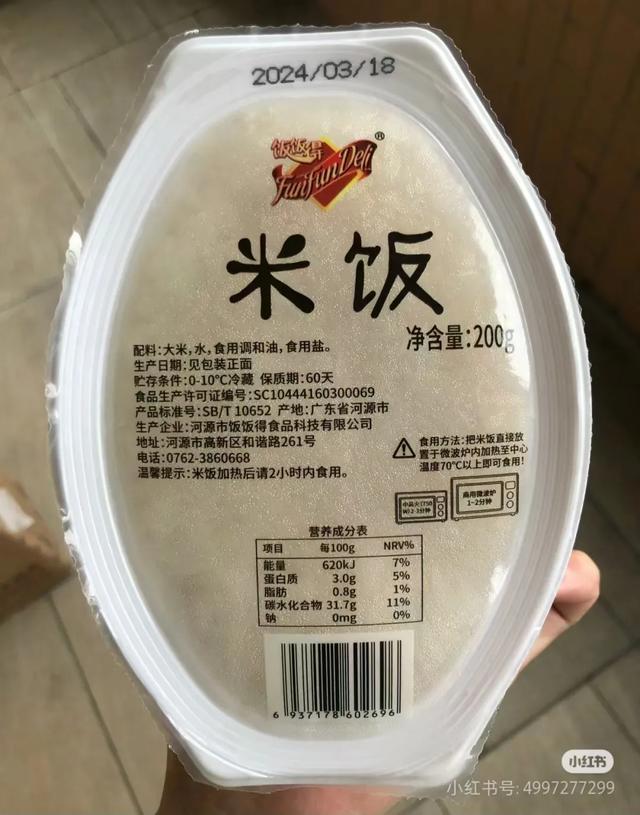 2024/03/18
饭饭得®
FunFunDeli
米饭
净含量:200g
配料:大米,水,食用调和油,食用盐。
生产日期:见包装正面
贮存条件:0-10℃冷藏 保质期:60天
食品生产许可证编号:SC10444160300069
产品标准号:SB/T 10652 产地:广东省河源市
生产企业:河源市饭饭得食品科技有限公司
地址:河源市高新区和谐路261号
电话:0762-3860668
温馨提示:米饭加热后请2小时内食用。
食用方法:把米饭直接放
置于微波炉内加热至中心
温度70℃以上即可食用!
中高火(750
W) 2-3分钟
商用微波炉
1-2分钟
营养成分表
项目 每100g NRV%
能量 620kJ 7%
蛋白质 3.0g 5%
脂肪 0.8g 1%
碳水化合物 31.7g 11%
钠 0mg 0%
6 937178 602696
小红书
小红书号: 4997277299